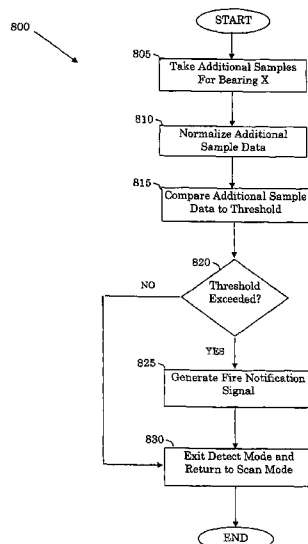 START
800
805
Take Additional Samples
For Bearing X
810
Normalize Additional
Sample Data
815
Compare Additional Sample
Data to Threshold
820
Threshold
Exceeded?
NO
YES
825
Generate Fire Notification
Signal
830
Exit Detect Mode and
Return to Scan Mode
END